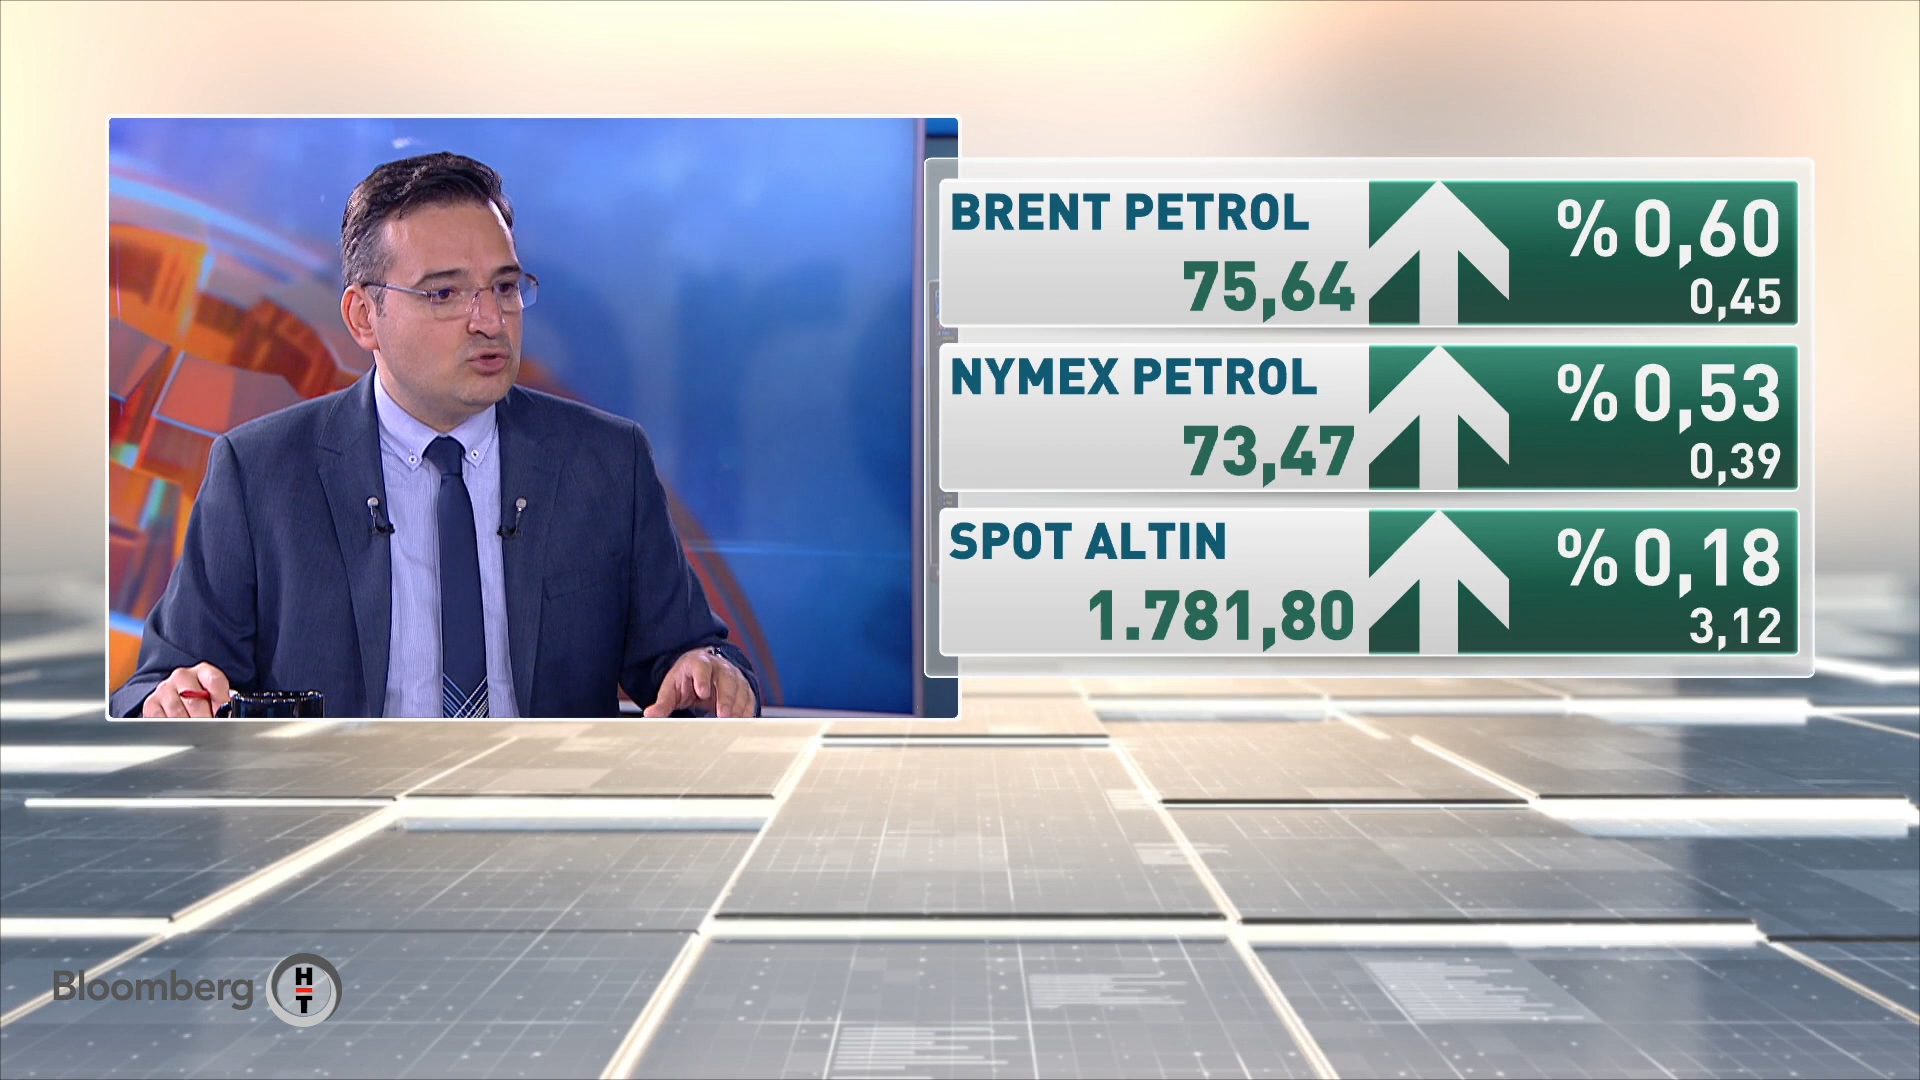 BRENT PETROL
75,64
% 0,60
0,45
NYMEX PETROL
73,47
% 0,53
0,39
SPOT ALTIN
1.781,80
% 0,18
3,12
Bloomberg HT